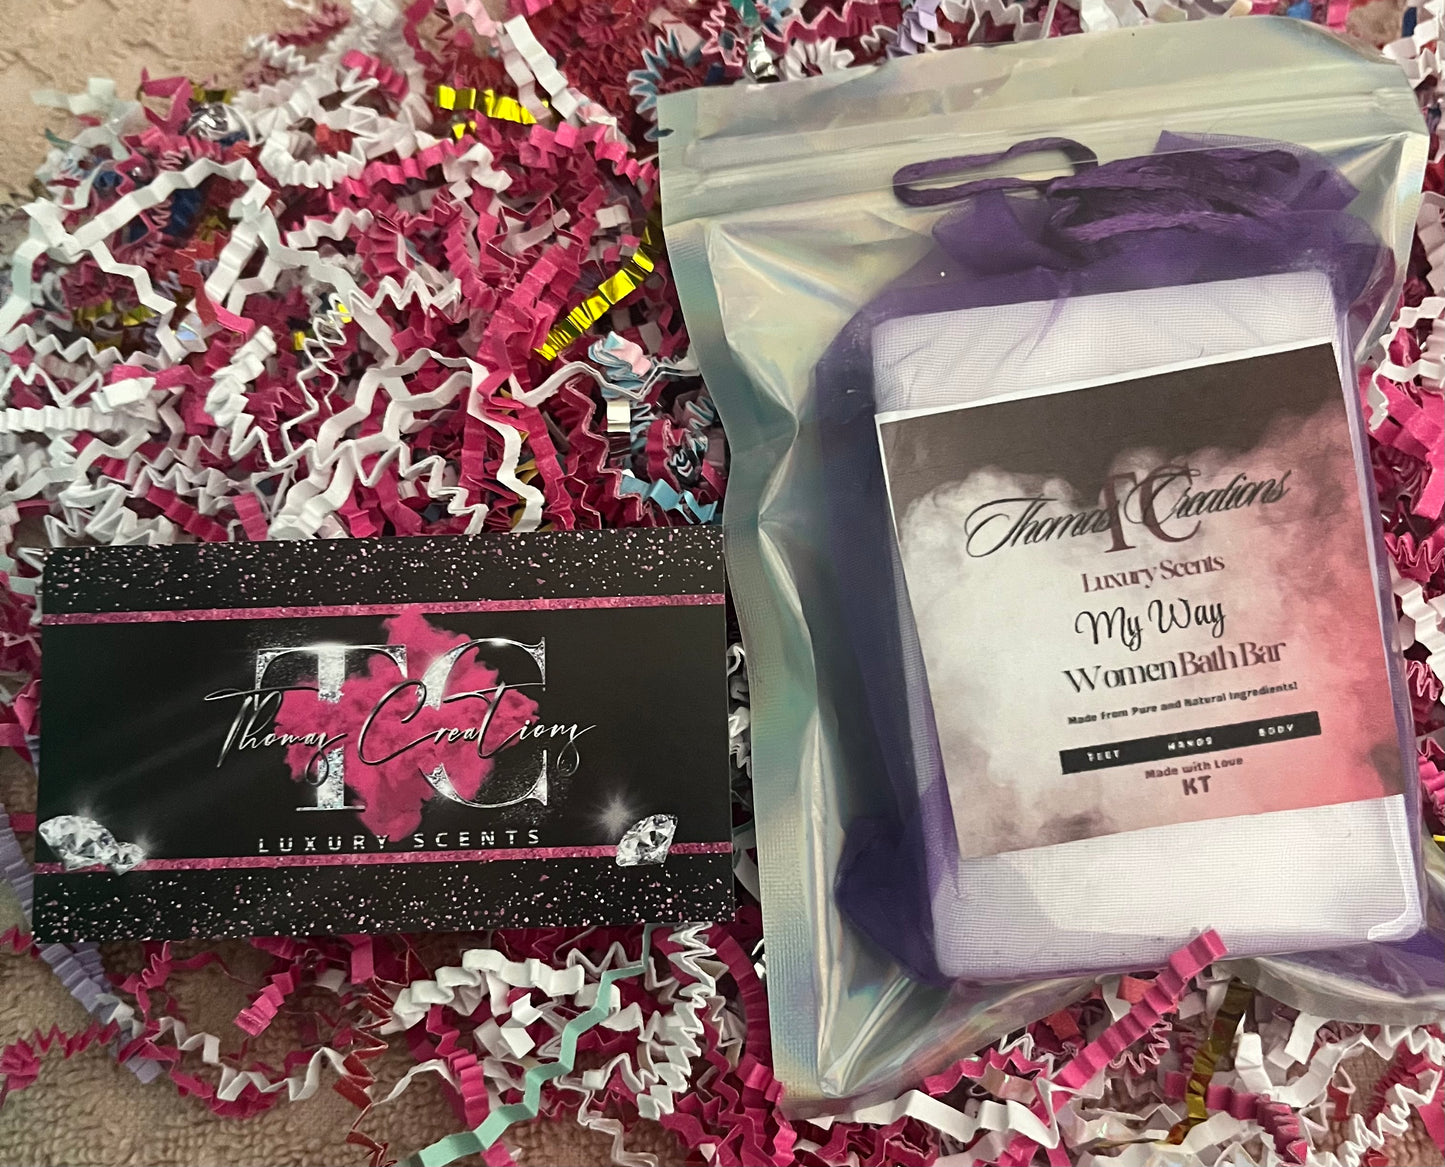 TC
Thomas Creations
LUXURY SCENTS
Thomas TC Creations
Luxury Scents
My Way
Women Bath Bar
Made from Pure and Natural Ingredients!
FEET HANDS BODY
Made with Love
KT